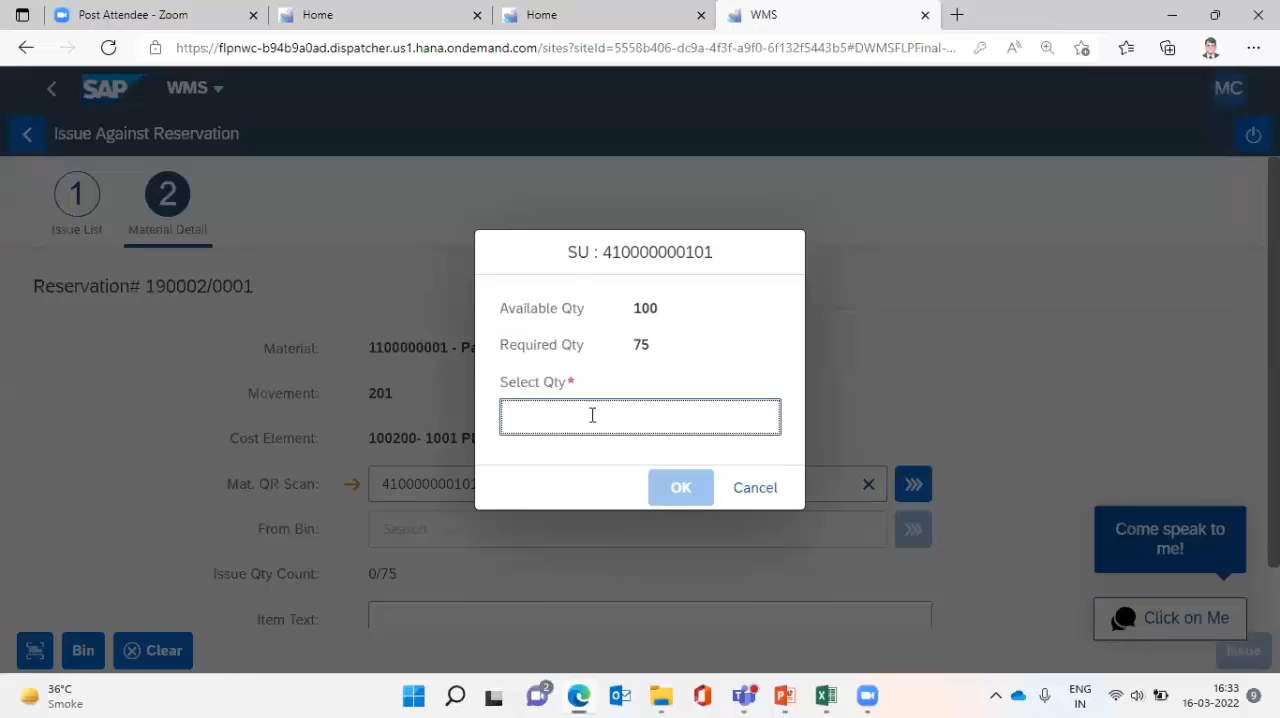 Post Attendee - Zoom
Home
Home
WMS
https://flpnwc-b94b9a0ad.dispatcher.us1.hana.ondemand.com/sites?siteId=5558b406-dc9a-4f3f-a9f0-6f132f5443b5#DWMSFLPFinal-...
SAP WMS
MC
Issue Against Reservation
1 2
Issue List Material Detail
Reservation# 190002/0001
Material: 1100000001 - Pa
Movement: 201
Cost Element: 100200- 1001 P
Mat. QR Scan: 410000000101
From Bin: Search
Issue Qty Count: 0/75
Item Text:
SU : 410000000101
Available Qty 100
Required Qty 75
Select Qty*
OK Cancel
Come speak to
me!
Click on Me
Bin Clear Issue
36°C
Smoke
2
ENG
IN
16:33
16-03-2022
9